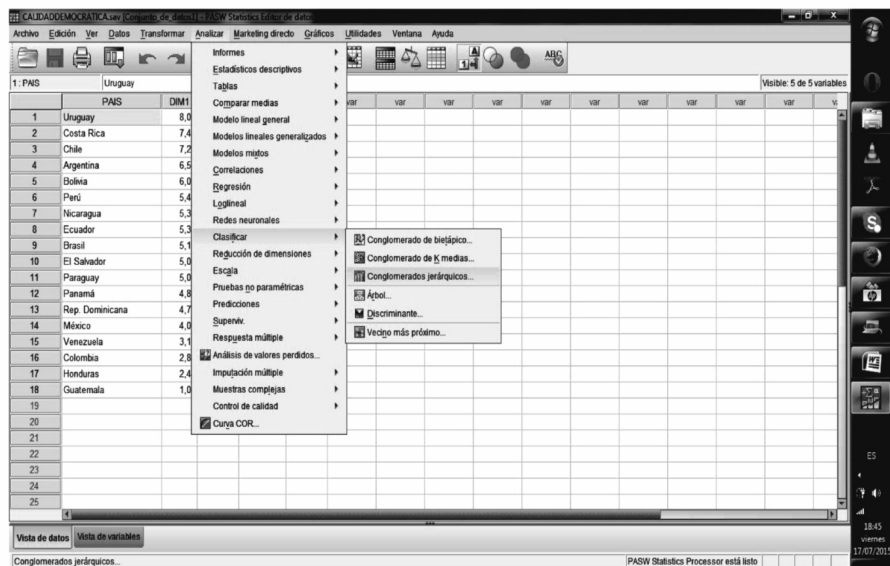 CALIDADDEMOCRATICA.sav [Conjunto_de_datos1] - PASW Statistics Editor de datos
Archivo Edición Ver Datos Transformar Analizar Marketing directo Gráficos Utilidades Ventana Ayuda
1 : PAIS Uruguay Visible: 5 de 5 variables
PAIS DIM1 var var var var var var var var var var
1 Uruguay 8,0
2 Costa Rica 7,4
3 Chile 7,2
4 Argentina 6,5
5 Bolivia 6,0
6 Perú 5,4
7 Nicaragua 5,3
8 Ecuador 5,3
9 Brasil 5,1
10 El Salvador 5,0
11 Paraguay 5,0
12 Panamá 4,8
13 Rep. Dominicana 4,7
14 México 4,0
15 Venezuela 3,1
16 Colombia 2,8
17 Honduras 2,4
18 Guatemala 1,0
19
20
21
22
23
24
25
Informes
Estadísticos descriptivos
Tablas
Comparar medias
Modelo lineal general
Modelos lineales generalizados
Modelos mixtos
Correlaciones
Regresión
Loglineal
Redes neuronales
Clasificar
Reducción de dimensiones
Escala
Pruebas no paramétricas
Predicciones
Superviv.
Respuesta múltiple
Análisis de valores perdidos...
Imputación múltiple
Muestras complejas
Control de calidad
Curva COR...
Conglomerado de bietápico...
Conglomerado de K medias...
Conglomerados jerárquicos...
Árbol...
Discriminante...
Vecino más próximo...
Vista de datos Vista de variables
Conglomerados jerárquicos... PASW Statistics Processor está listo
ES
18:45
viernes
17/07/2015